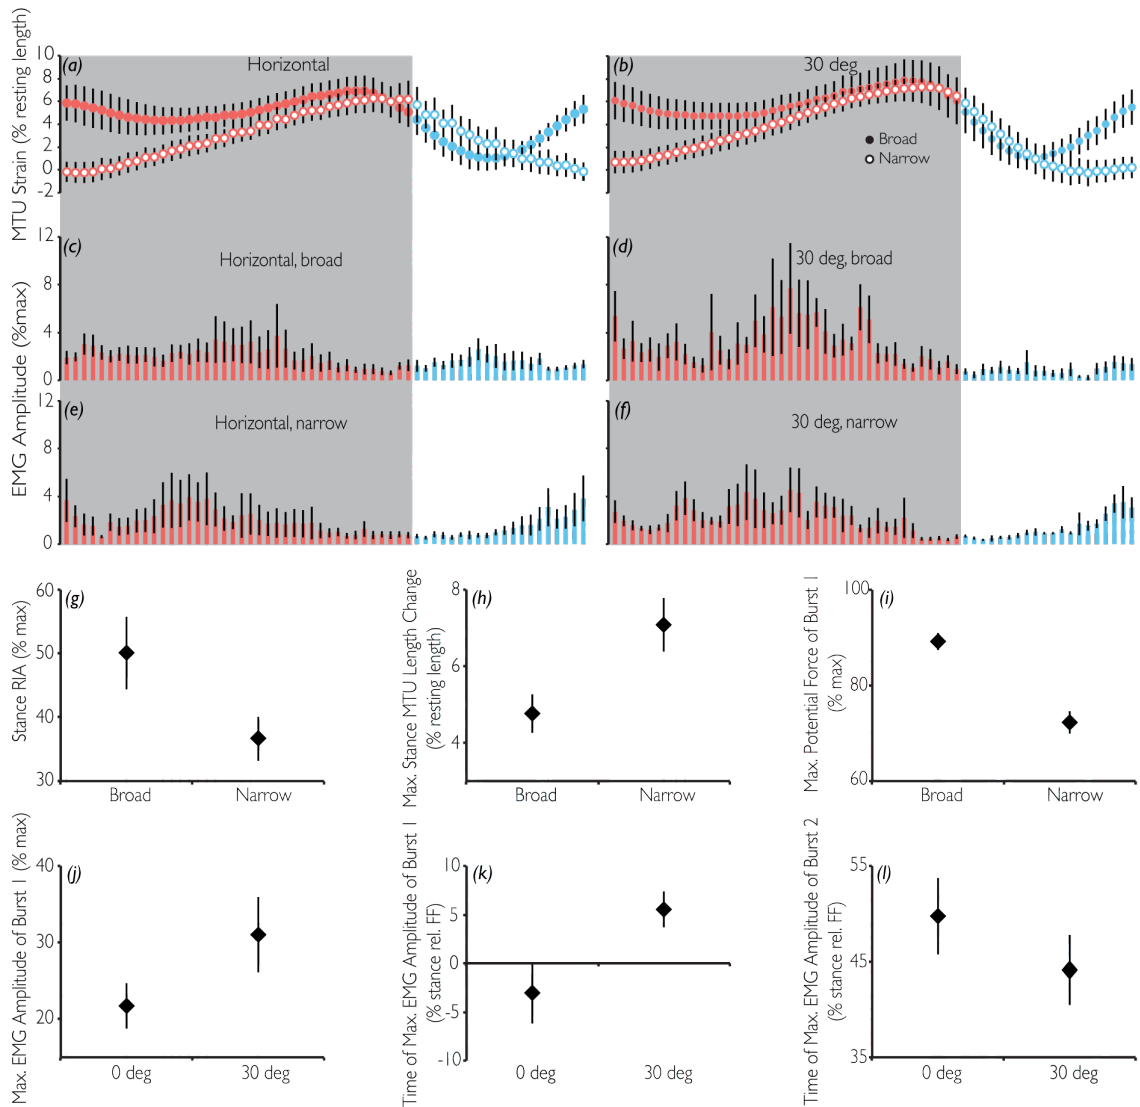 MTU Strain (% resting length)
10
8
6
4
2
0
-2
(a)
Horizontal
(b)
30 deg
Broad
Narrow
EMG Amplitude (%max)
12
8
4
0
(c)
Horizontal, broad
(d)
30 deg, broad
12
8
4
0
(e)
Horizontal, narrow
(f)
30 deg, narrow
Stance RIA (% max)
60
50
40
30
(g)
Broad
Narrow
Max. Stance MTU Length Change
(% resting length)
8
6
4
(h)
Broad
Narrow
Max. Potential Force of Burst 1
(% max)
100
80
60
(i)
Broad
Narrow
Max. EMG Amplitude of Burst 1 (% max)
40
30
20
(j)
0 deg
30 deg
Time of Max. EMG Amplitude of Burst 1
(% stance rel. FF)
10
5
0
-5
-10
(k)
0 deg
30 deg
Time of Max. EMG Amplitude of Burst 2
(% stance rel. FF)
55
45
35
(l)
0 deg
30 deg